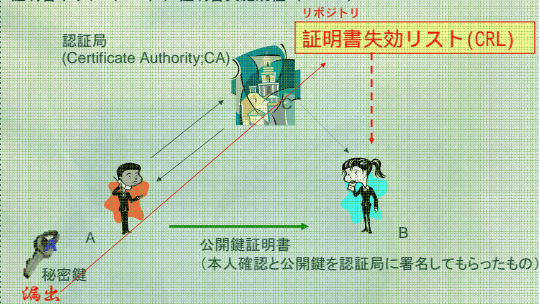 リポジトリ
証明書失効リスト(CRL)
認証局
(Certificate Authority;CA)
C
A
B
公開鍵証明書
(本人確認と公開鍵を認証局に署名してもらったもの)
秘密鍵
漏出